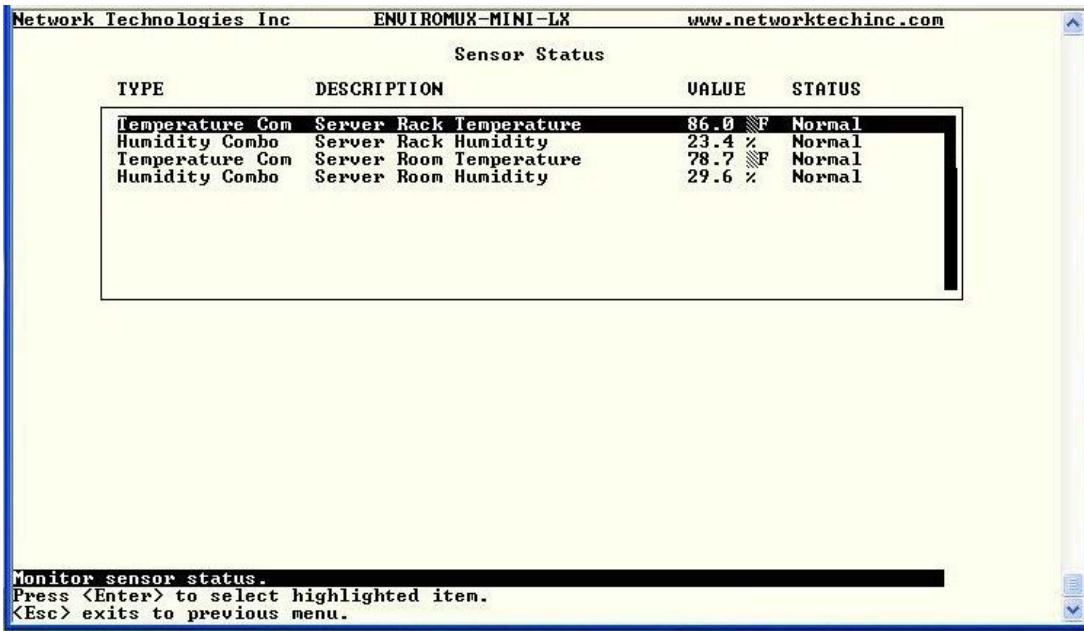 Network Technologies Inc ENVIROMUX-MINI-LX www.networktechinc.com
Sensor Status
TYPE DESCRIPTION VALUE STATUS
Temperature Com Server Rack Temperature 86.0 ▒F Normal
Humidity Combo Server Rack Humidity 23.4 % Normal
Temperature Com Server Room Temperature 78.7 ▒F Normal
Humidity Combo Server Room Humidity 29.6 % Normal
Monitor sensor status.
Press <Enter> to select highlighted item.
<Esc> exits to previous menu.